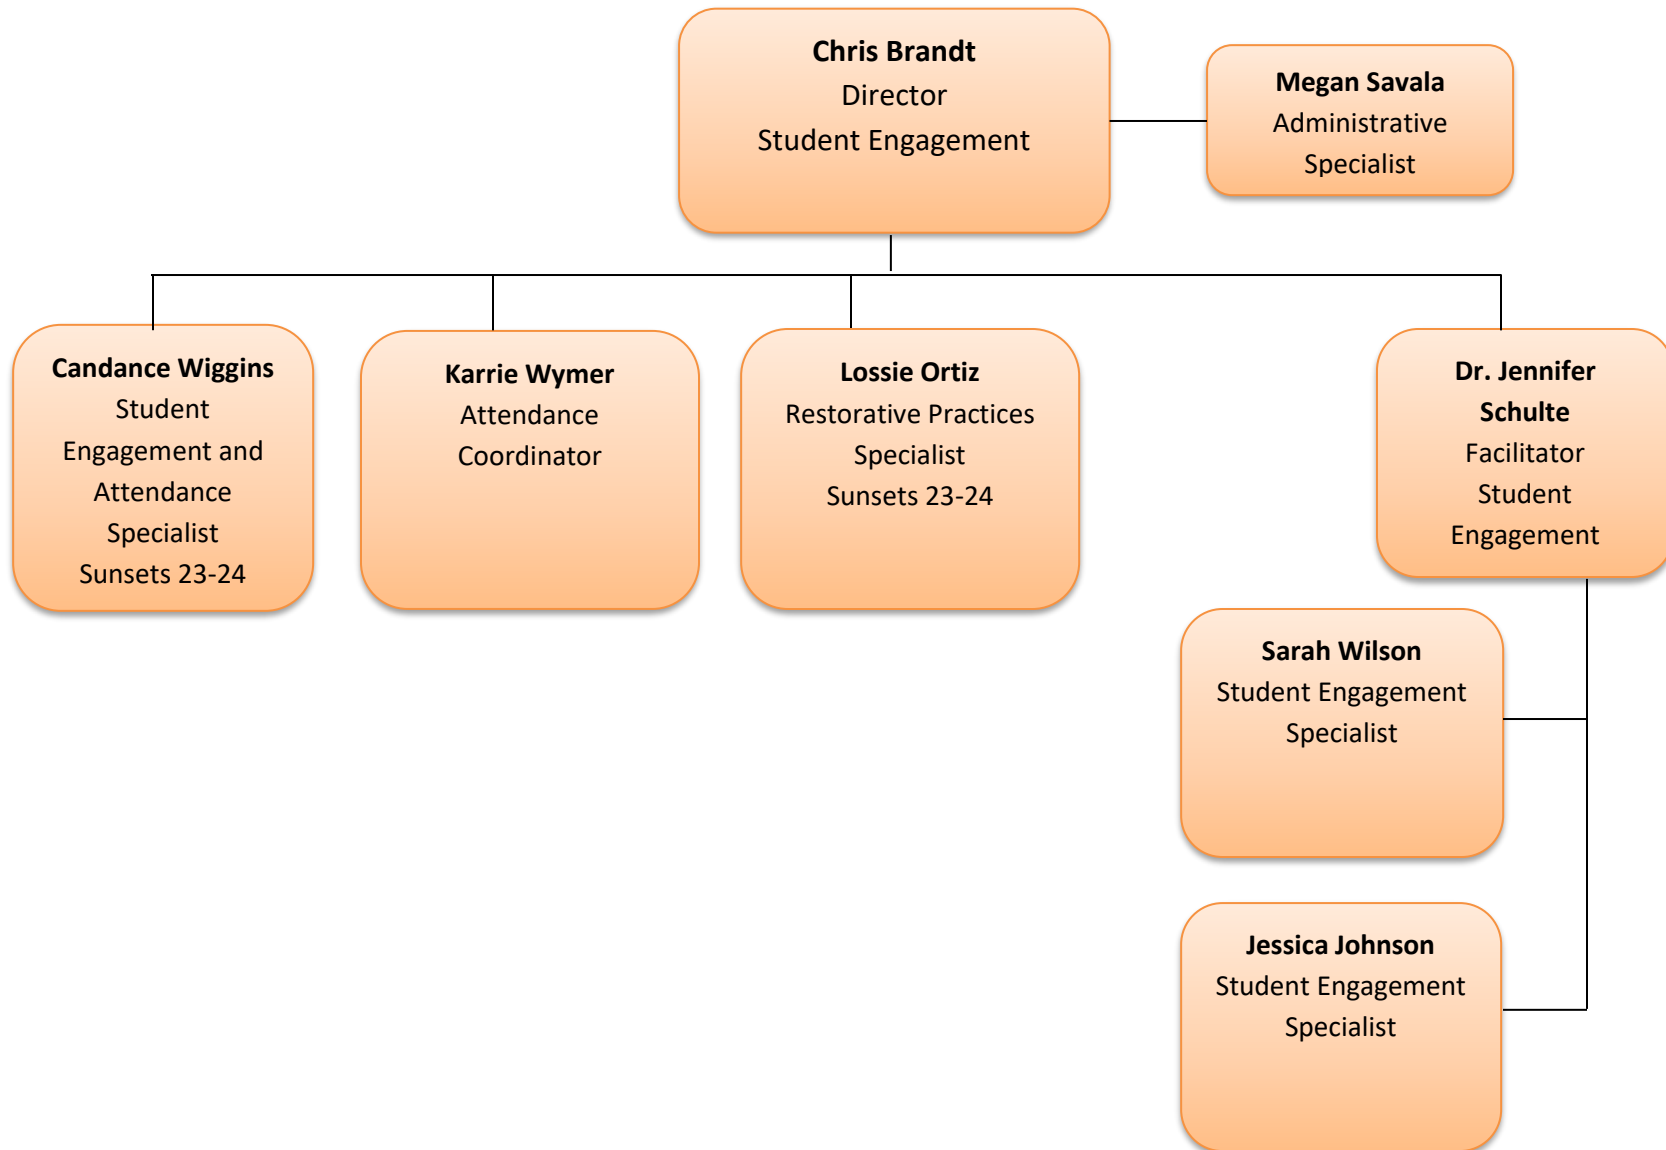 Chris Brandt
Director
Student Engagement
Megan Savala
Administrative
Specialist
Candance Wiggins
Student
Engagement and
Attendance
Specialist
Sunsets 23-24
Karrie Wymer
Attendance
Coordinator
Lossie Ortiz
Restorative Practices
Specialist
Sunsets 23-24
Dr. Jennifer
Schulte
Facilitator
Student
Engagement
Sarah Wilson
Student Engagement
Specialist
Jessica Johnson
Student Engagement
Specialist